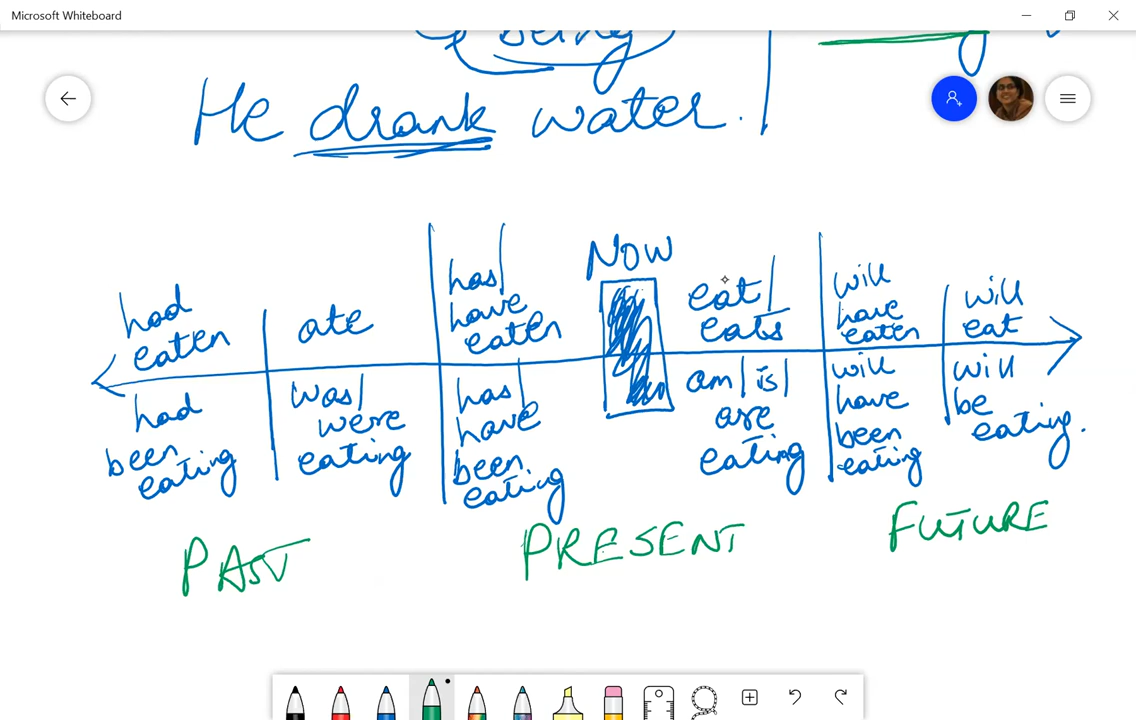 Microsoft Whiteboard
being
He drank water.
NOW
had
eaten
ate
has/
have
eaten
eat/
eats
will
have
eaten
will
eat
had
been
eating
was/
were
eating
has/
have
been
eating
am/is/
are
eating
will
have
been
eating
will
be
eating.
PAST
PRESENT
FUTURE